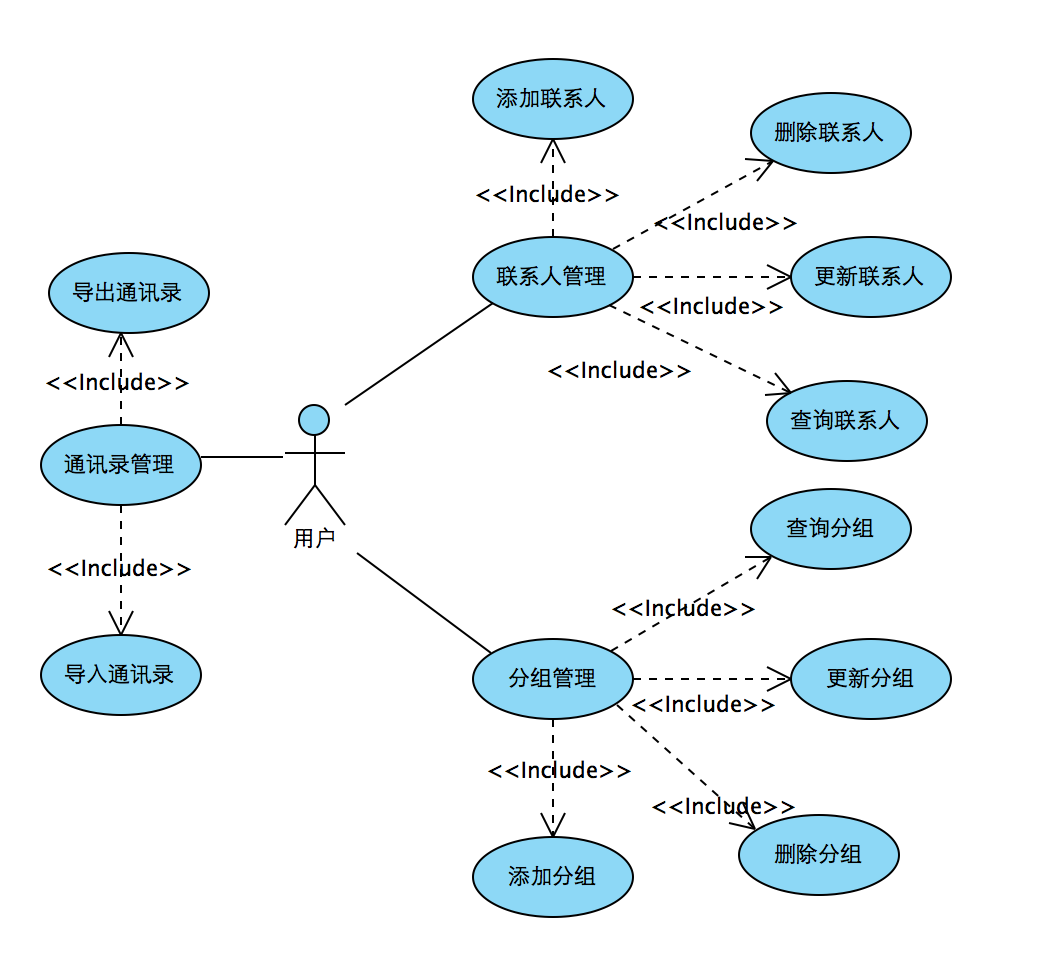 添加联系人
删除联系人
<<Include>>
<<Include>>
联系人管理
更新联系人
导出通讯录
<<Include>>
<<Include>>
<<Include>>
查询联系人
通讯录管理
查询分组
用户
<<Include>>
<<Include>>
导入通讯录
分组管理
更新分组
<<Include>>
<<Include>>
<<Include>>
删除分组
添加分组